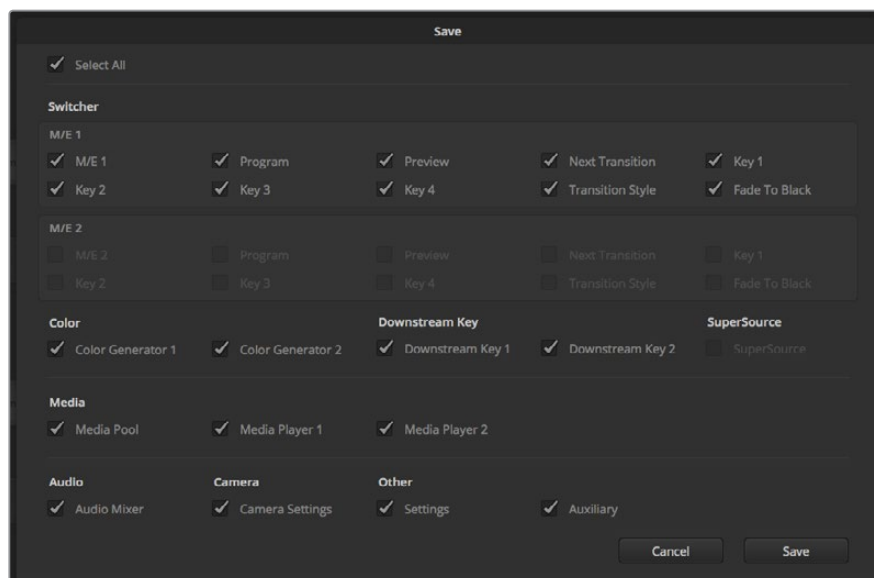 Save
Select All
Switcher
M/E 1
M/E 1 Program Preview Next Transition Key 1
Key 2 Key 3 Key 4 Transition Style Fade To Black
M/E 2
M/E 2 Program Preview Next Transition Key 1
Key 2 Key 3 Key 4 Transition Style Fade To Black
Color Downstream Key SuperSource
Color Generator 1 Color Generator 2 Downstream Key 1 Downstream Key 2 SuperSource
Media
Media Pool Media Player 1 Media Player 2
Audio Camera Other
Audio Mixer Camera Settings Settings Auxiliary
Cancel Save